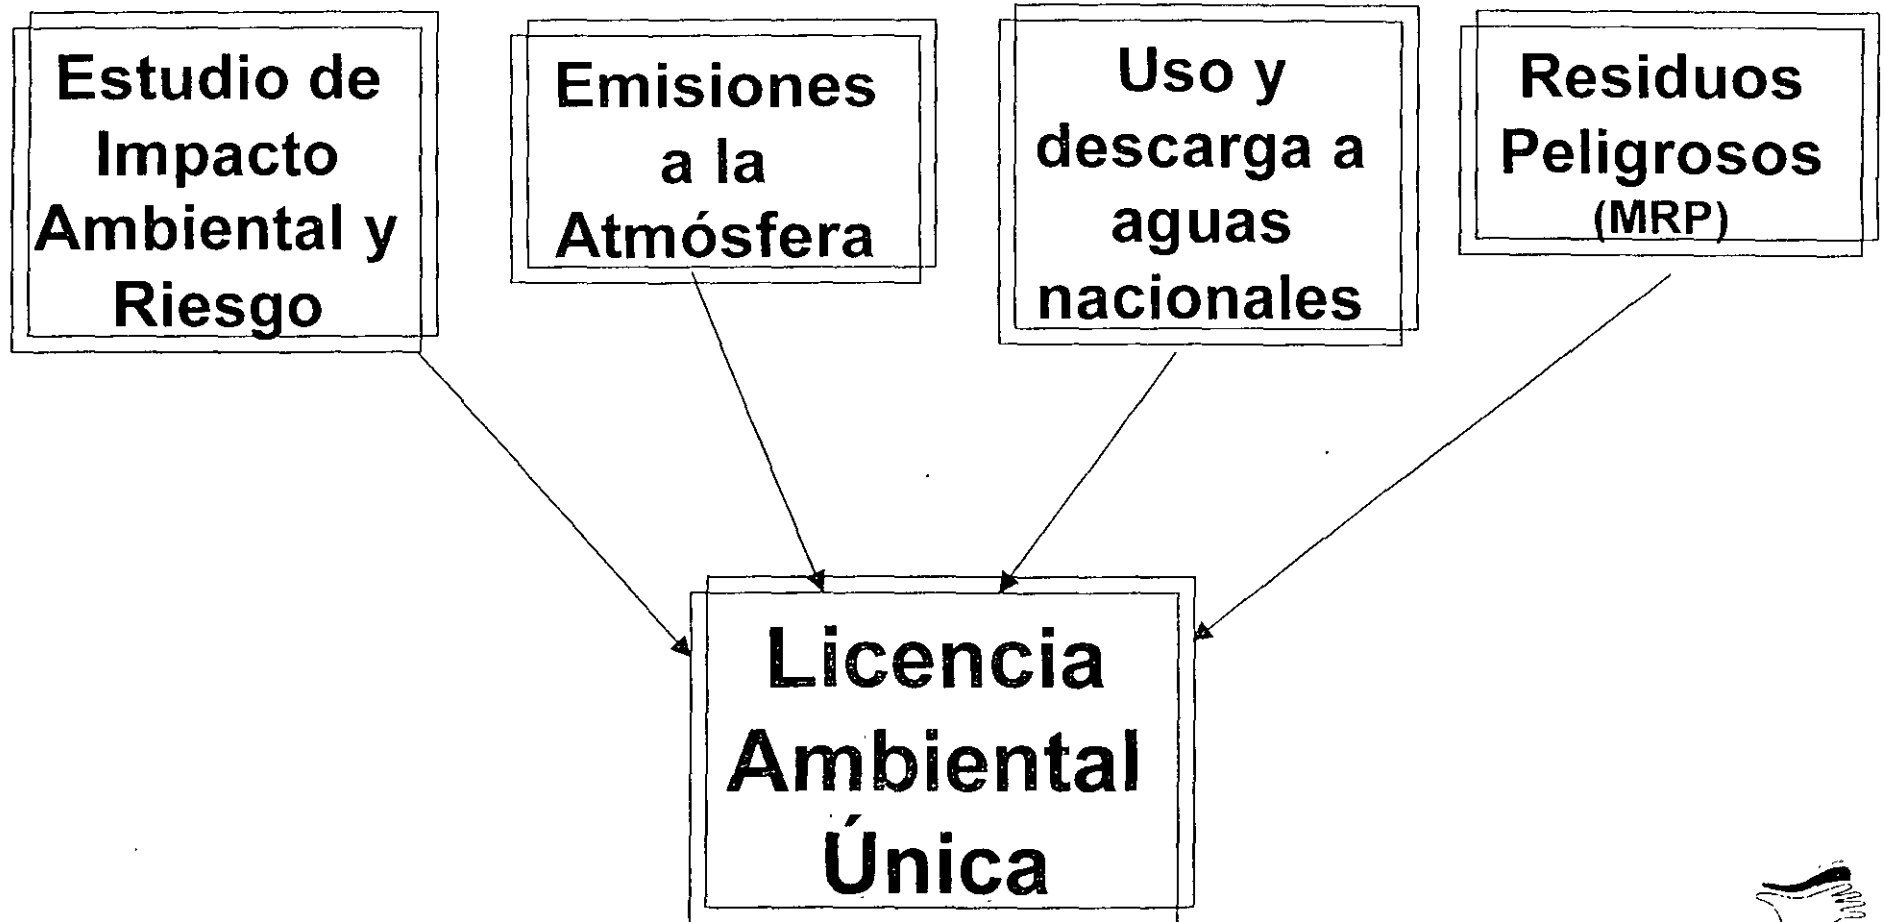 Estudio de
Impacto
Ambiental y
Riesgo
Emisiones
a la
Atmósfera
Uso y
descarga a
aguas
nacionales
Residuos
Peligrosos
(MRP)
Licencia
Ambiental
Única